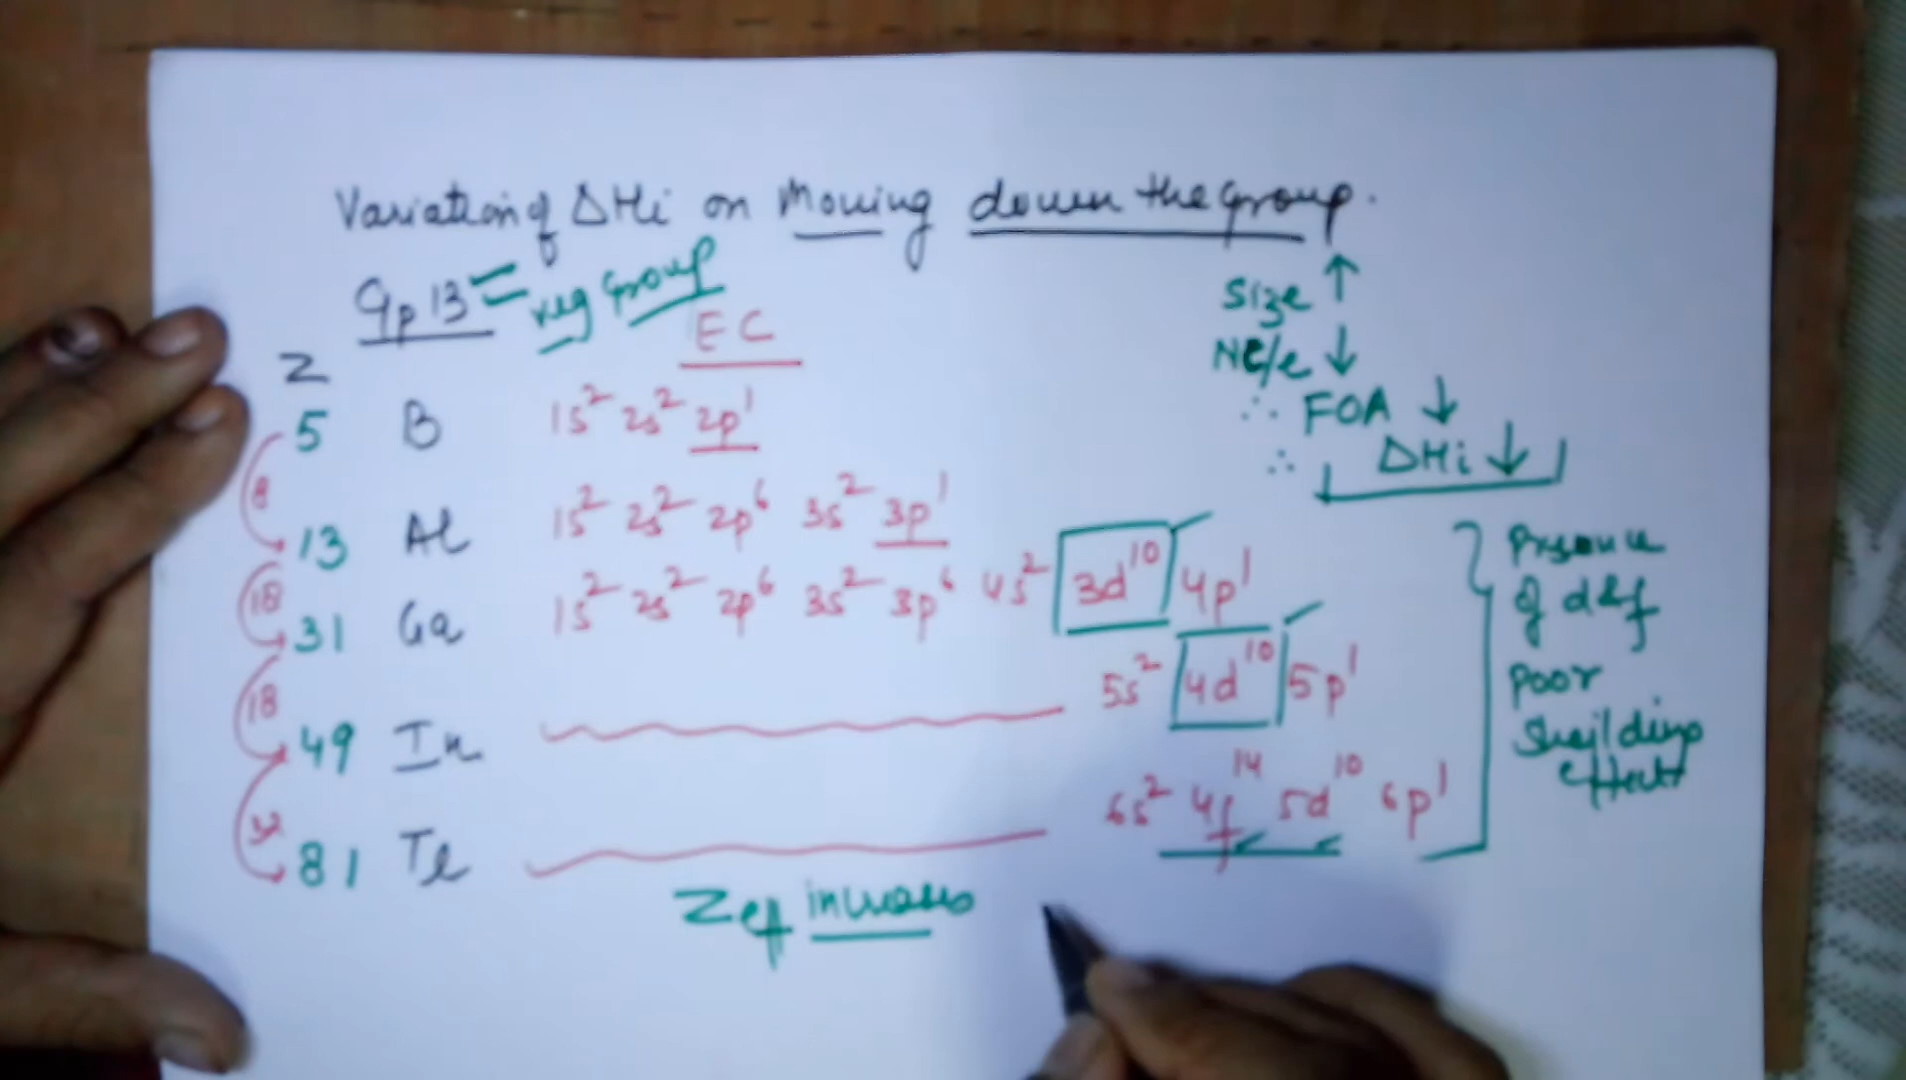 Variation of ΔHi on Moving down the group.
Gp 13 = reg group
Size ↑
E C
NC/e ↓
Z
∴ FOA ↓
5 B 1s² 2s² 2p¹
∴ ΔHi ↓
8
13 Al 1s² 2s² 2p⁶ 3s² 3p¹
18
31 Ga 1s² 2s² 2p⁶ 3s² 3p⁶ 4s² 3d¹⁰ 4p¹
18
49 In 5s² 4d¹⁰ 5p¹
32
81 Tl 6s² 4f¹⁴ 5d¹⁰ 6p¹
Presence
of d & f
Poor
Sheilding
effect
Zeff increases